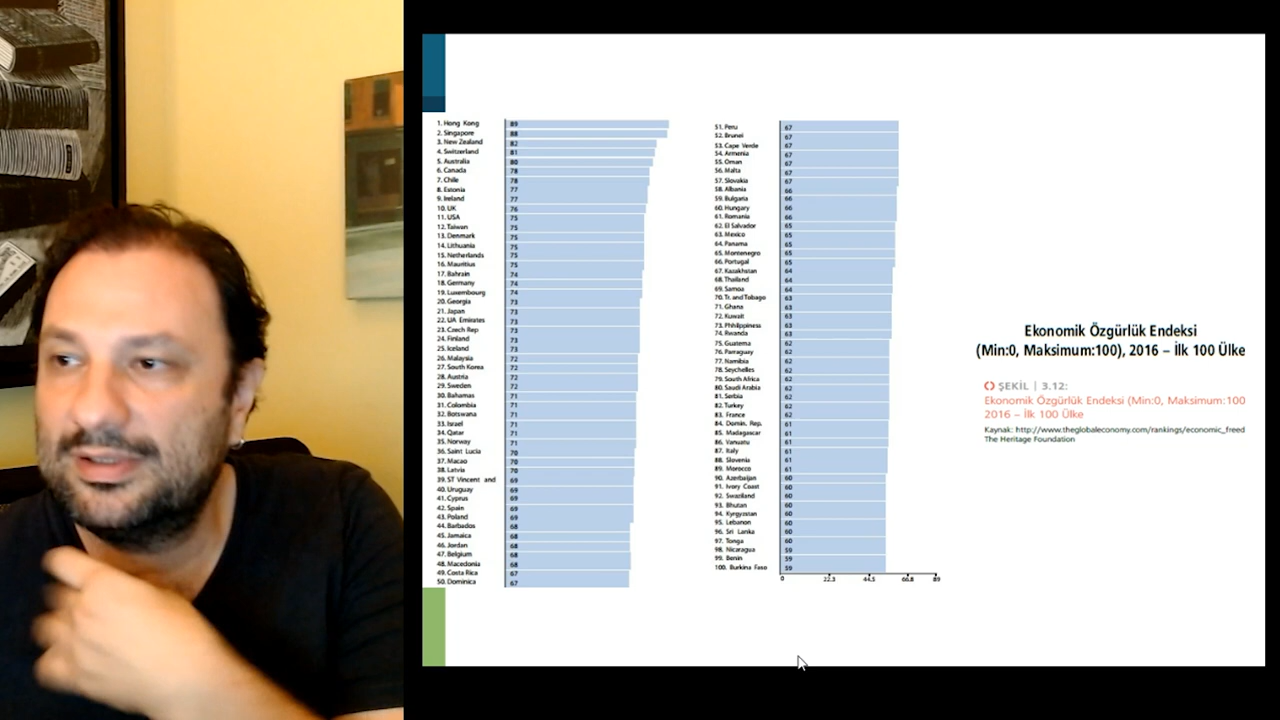 1. Hong Kong 89
2. Singapore 88
3. New Zealand 82
4. Switzerland 81
5. Australia 80
6. Canada 78
7. Chile 78
8. Estonia 77
9. Ireland 77
10. UK 76
11. USA 75
12. Taiwan 75
13. Denmark 75
14. Lithuania 75
15. Netherlands 75
16. Mauritius 75
17. Bahrain 74
18. Germany 74
19. Luxembourg 74
20. Georgia 73
21. Japan 73
22. UA Emirates 73
23. Czech Rep 73
24. Finland 73
25. Iceland 73
26. Malaysia 72
27. South Korea 72
28. Austria 72
29. Sweden 72
30. Bahamas 71
31. Colombia 71
32. Botswana 71
33. Israel 71
34. Qatar 71
35. Norway 71
36. Saint Lucia 70
37. Macao 70
38. Latvia 70
39. ST Vincent and 69
40. Uruguay 69
41. Cyprus 69
42. Spain 69
43. Poland 69
44. Barbados 68
45. Jamaica 68
46. Jordan 68
47. Belgium 68
48. Macedonia 68
49. Costa Rica 67
50. Dominica 67
51. Peru 67
52. Brunei 67
53. Cape Verde 67
54. Armenia 67
55. Oman 67
56. Malta 67
57. Slovakia 67
58. Albania 66
59. Bulgaria 66
60. Hungary 66
61. Romania 66
62. El Salvador 65
63. Mexico 65
64. Panama 65
65. Montenegro 65
66. Portugal 65
67. Kazakhstan 64
68. Thailand 64
69. Samoa 64
70. Tr. and Tobago 63
71. Ghana 63
72. Kuwait 63
73. Phhilippiness 63
74. Rwanda 63
75. Guatema 62
76. Parraguay 62
77. Namibia 62
78. Seychelles 62
79. South Africa 62
80. Saudi Arabia 62
81. Serbia 62
82. Turkey 62
83. France 62
84. Domin. Rep. 61
85. Madagascar 61
86. Vanuatu 61
87. Italy 61
88. Slovenia 61
89. Morocco 61
90. Azerbaijan 60
91. Ivory Coast 60
92. Swaziland 60
93. Bhutan 60
94. Kyrgyzstan 60
95. Lebanon 60
96. Sri Lanka 60
97. Tonga 60
98. Nicaragua 59
99. Benin 59
100. Burkina Faso 59
0 22.3 44.5 66.8 89
Ekonomik Özgürlük Endeksi
(Min:0, Maksimum:100), 2016 – İlk 100 Ülke
ŞEKİL | 3.12:
Ekonomik Özgürlük Endeksi (Min:0, Maksimum:100
2016 – İlk 100 Ülke
Kaynak: http://www.theglobaleconomy.com/rankings/economic_freed
The Heritage Foundation